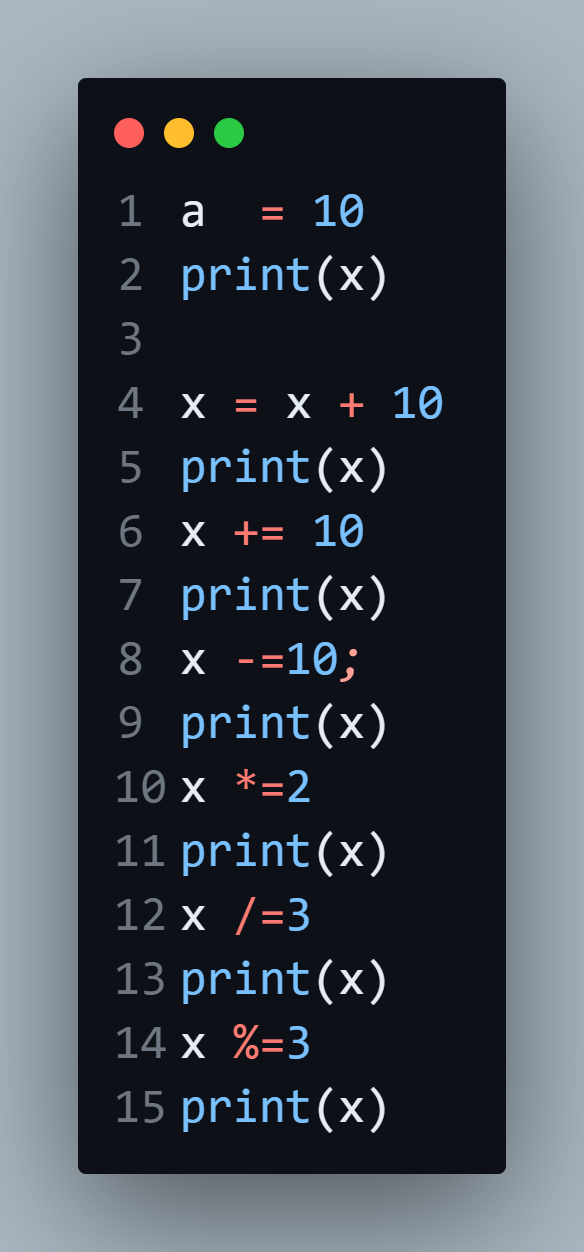 1 a  = 10
2 print(x)
3
4 x = x + 10
5 print(x)
6 x += 10
7 print(x)
8 x -=10;
9 print(x)
10 x *=2
11 print(x)
12 x /=3
13 print(x)
14 x %=3
15 print(x)